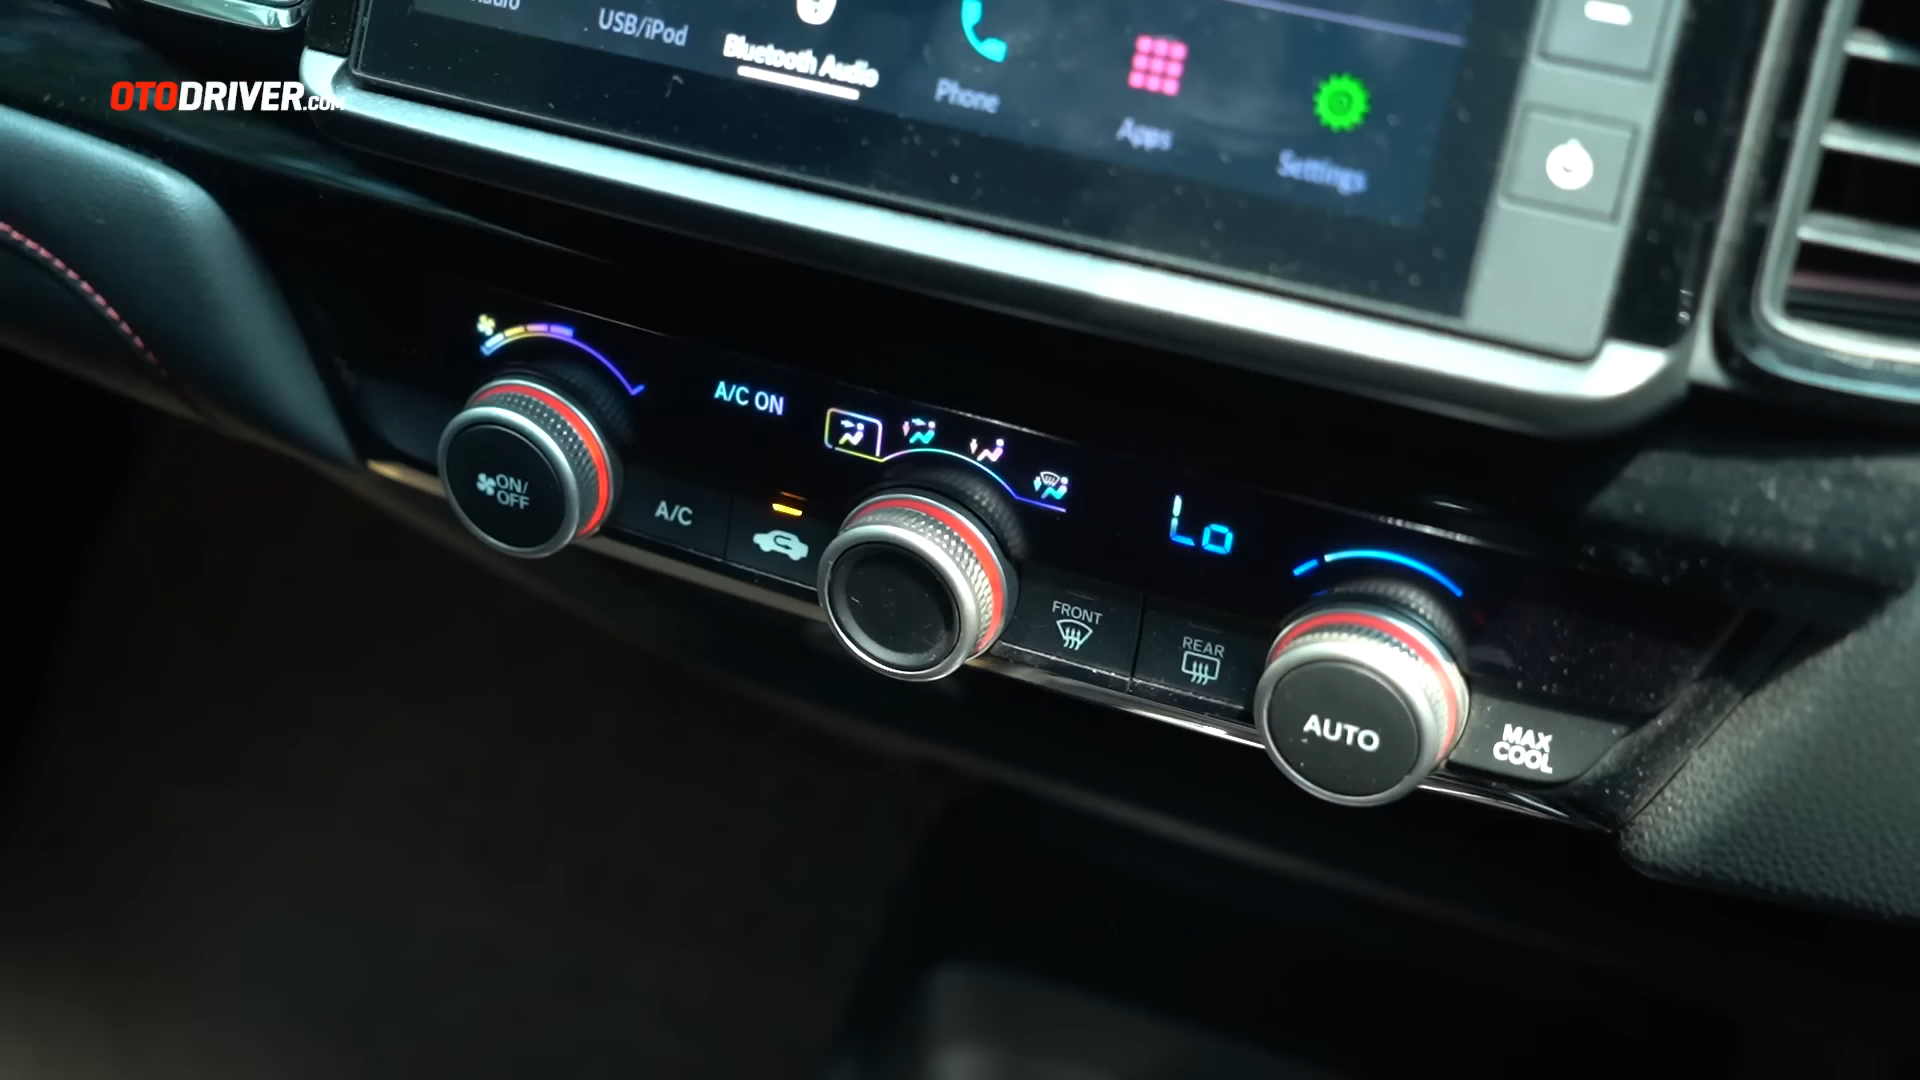 USB/iPod
Bluetooth Audio
Phone
Apps
Settings
OTODRIVER.COM
A/C ON
ON/
OFF
A/C
Lo
FRONT
REAR
AUTO
MAX
COOL